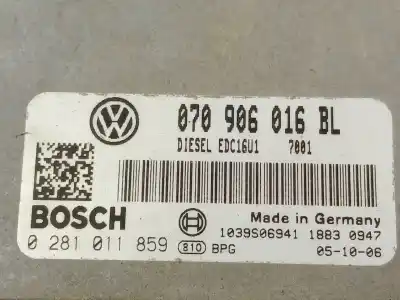 070 906 016 BL
DIESEL EDC16U1 7001
BOSCH
Made in Germany
1039S06941 1883 0947
0 281 011 859 810 BPG 05-10-06